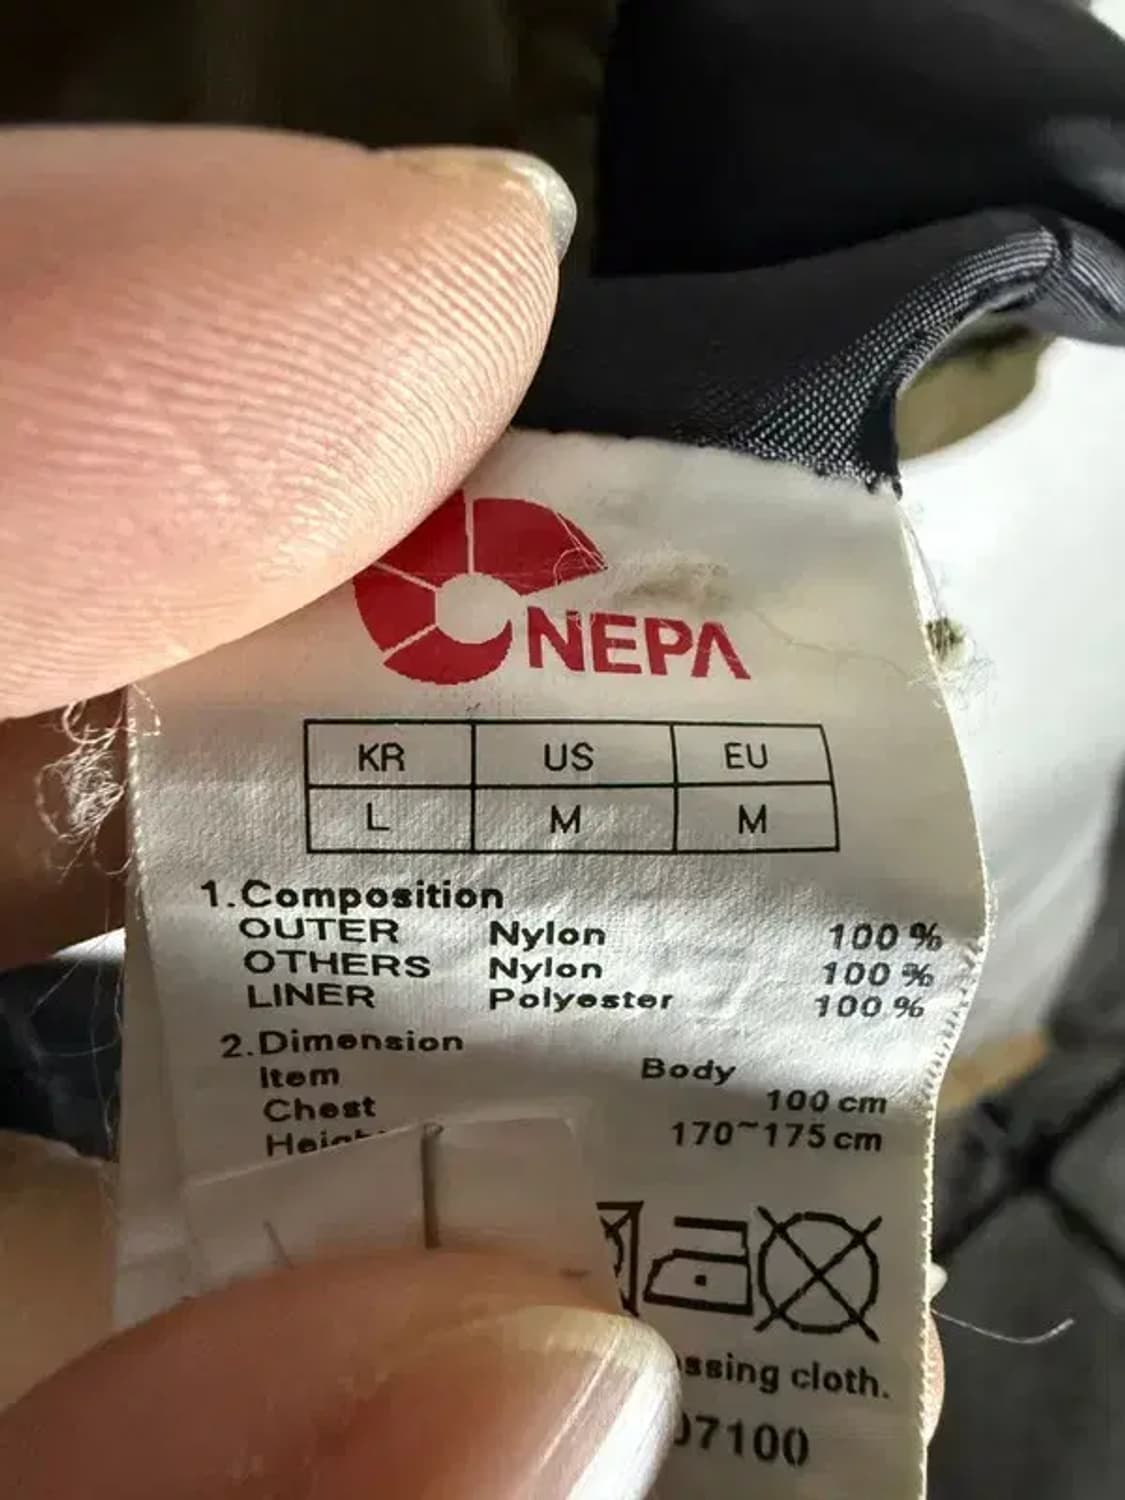 NEPA
KR US EU
L M M
1.Composition
OUTER Nylon 100 %
OTHERS Nylon 100 %
LINER Polyester 100 %
2.Dimension
Item Body
Chest 100 cm
170~175 cm
cloth.